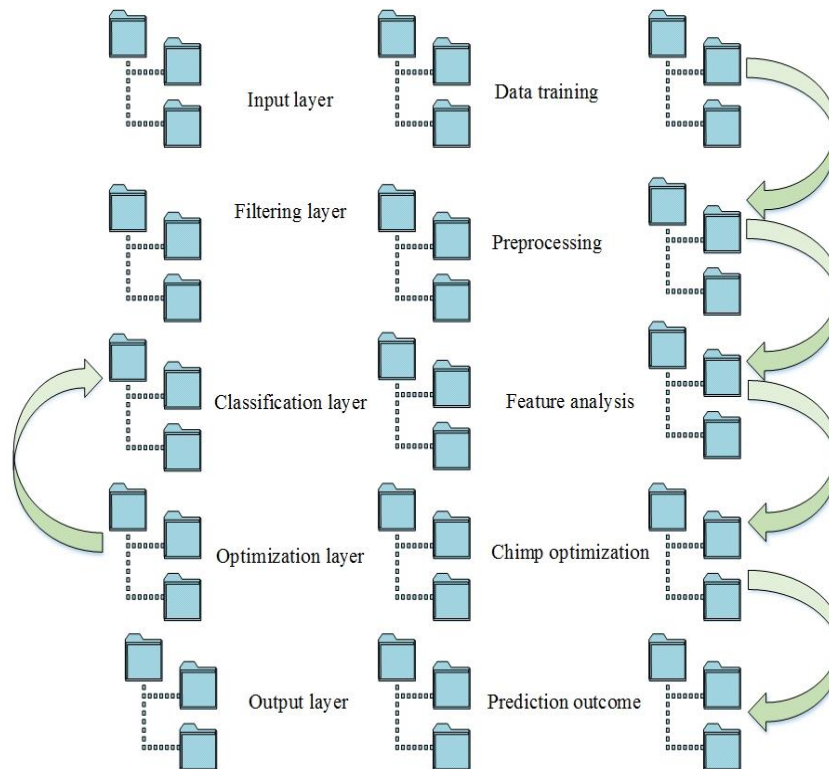 Input layer
Data training
Filtering layer
Preprocessing
Classification layer
Feature analysis
Optimization layer
Chimp optimization
Output layer
Prediction outcome